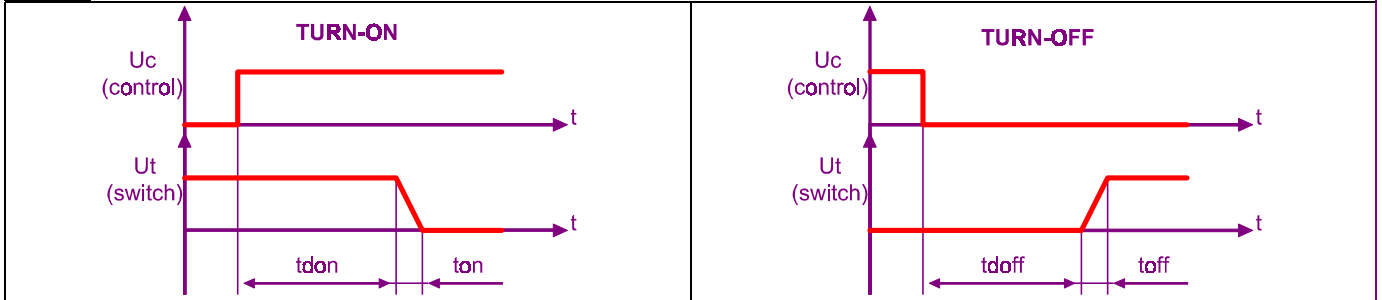 TURN-ON
Uc
(control)
t
Ut
(switch)
t
tdon
ton
TURN-OFF
Uc
(control)
t
Ut
(switch)
t
tdoff
toff